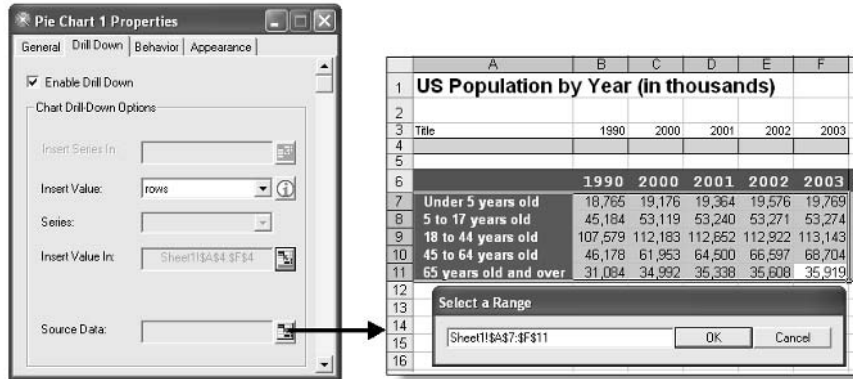 Pie Chart 1 Properties
General Drill Down Behavior Appearance
Enable Drill Down
Chart Drill-Down Options
Insert Series In:
Insert Value: rows
Series:
Insert Value In: Sheet1!$A$4:$F$4
Source Data:
A B C D E F
1 US Population by Year (in thousands)
2
3 Title 1990 2000 2001 2002 2003
4
5
6 1990 2000 2001 2002 2003
7 Under 5 years old 18,765 19,176 19,364 19,576 19,769
8 5 to 17 years old 45,184 53,119 53,240 53,271 53,274
9 18 to 44 years old 107,579 112,183 112,652 112,922 113,143
10 45 to 64 years old 46,178 61,953 64,500 66,597 68,704
11 65 years old and over 31,084 34,992 35,338 35,608 35,919
12
13
14
15
16
Select a Range
Sheet1!$A$7:$F$11 OK Cancel